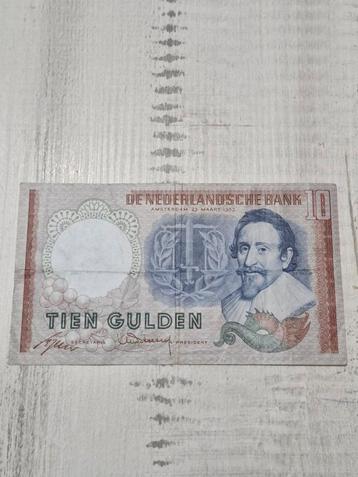 DE NEDERLANDSCHE BANK 10
AMSTERDAM 23 MAART 1953
TIEN GULDEN
SECRETARIS PRESIDENT